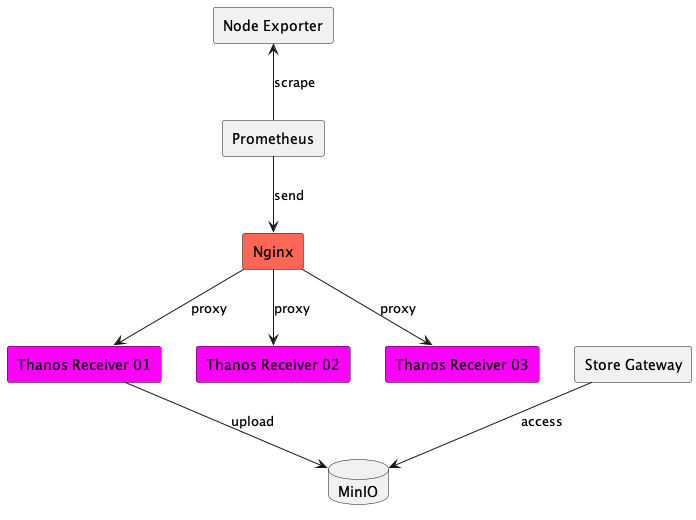 Node Exporter
scrape
Prometheus
send
Nginx
proxy
proxy
proxy
Thanos Receiver 01
Thanos Receiver 02
Thanos Receiver 03
Store Gateway
upload
access
MinIO